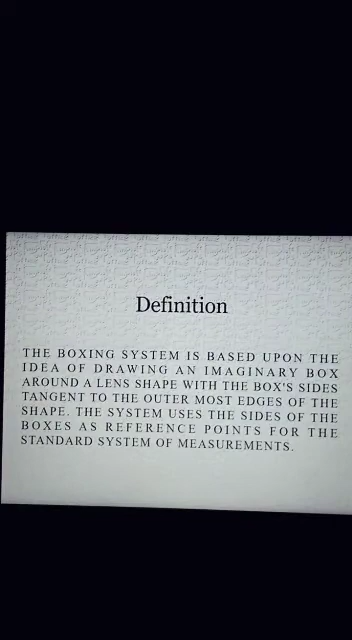 Definition
THE BOXING SYSTEM IS BASED UPON THE
IDEA OF DRAWING AN IMAGINARY BOX
AROUND A LENS SHAPE WITH THE BOX'S SIDES
TANGENT TO THE OUTER MOST EDGES OF THE
SHAPE. THE SYSTEM USES THE SIDES OF THE
BOXES AS REFERENCE POINTS FOR THE
STANDARD SYSTEM OF MEASUREMENTS.